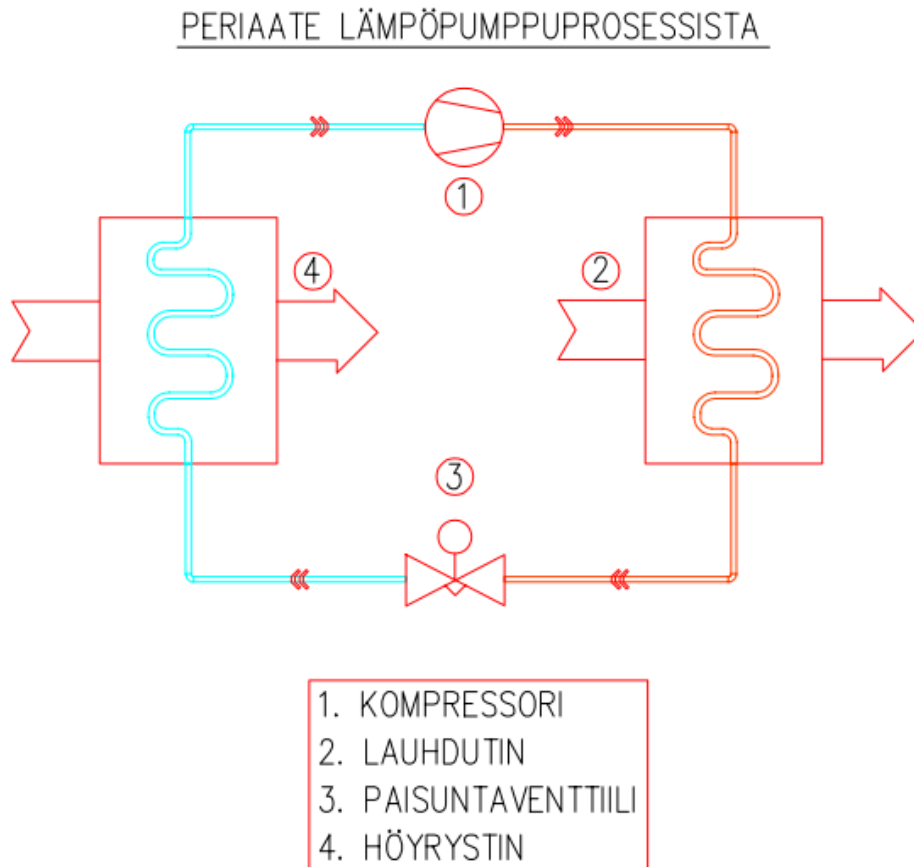 PERIAATE LÄMPÖPUMPPUPROSESSISTA
1
4
2
3
1. KOMPRESSORI
2. LAUHDUTIN
3. PAISUNTAVENTTIILI
4. HÖYRYSTIN